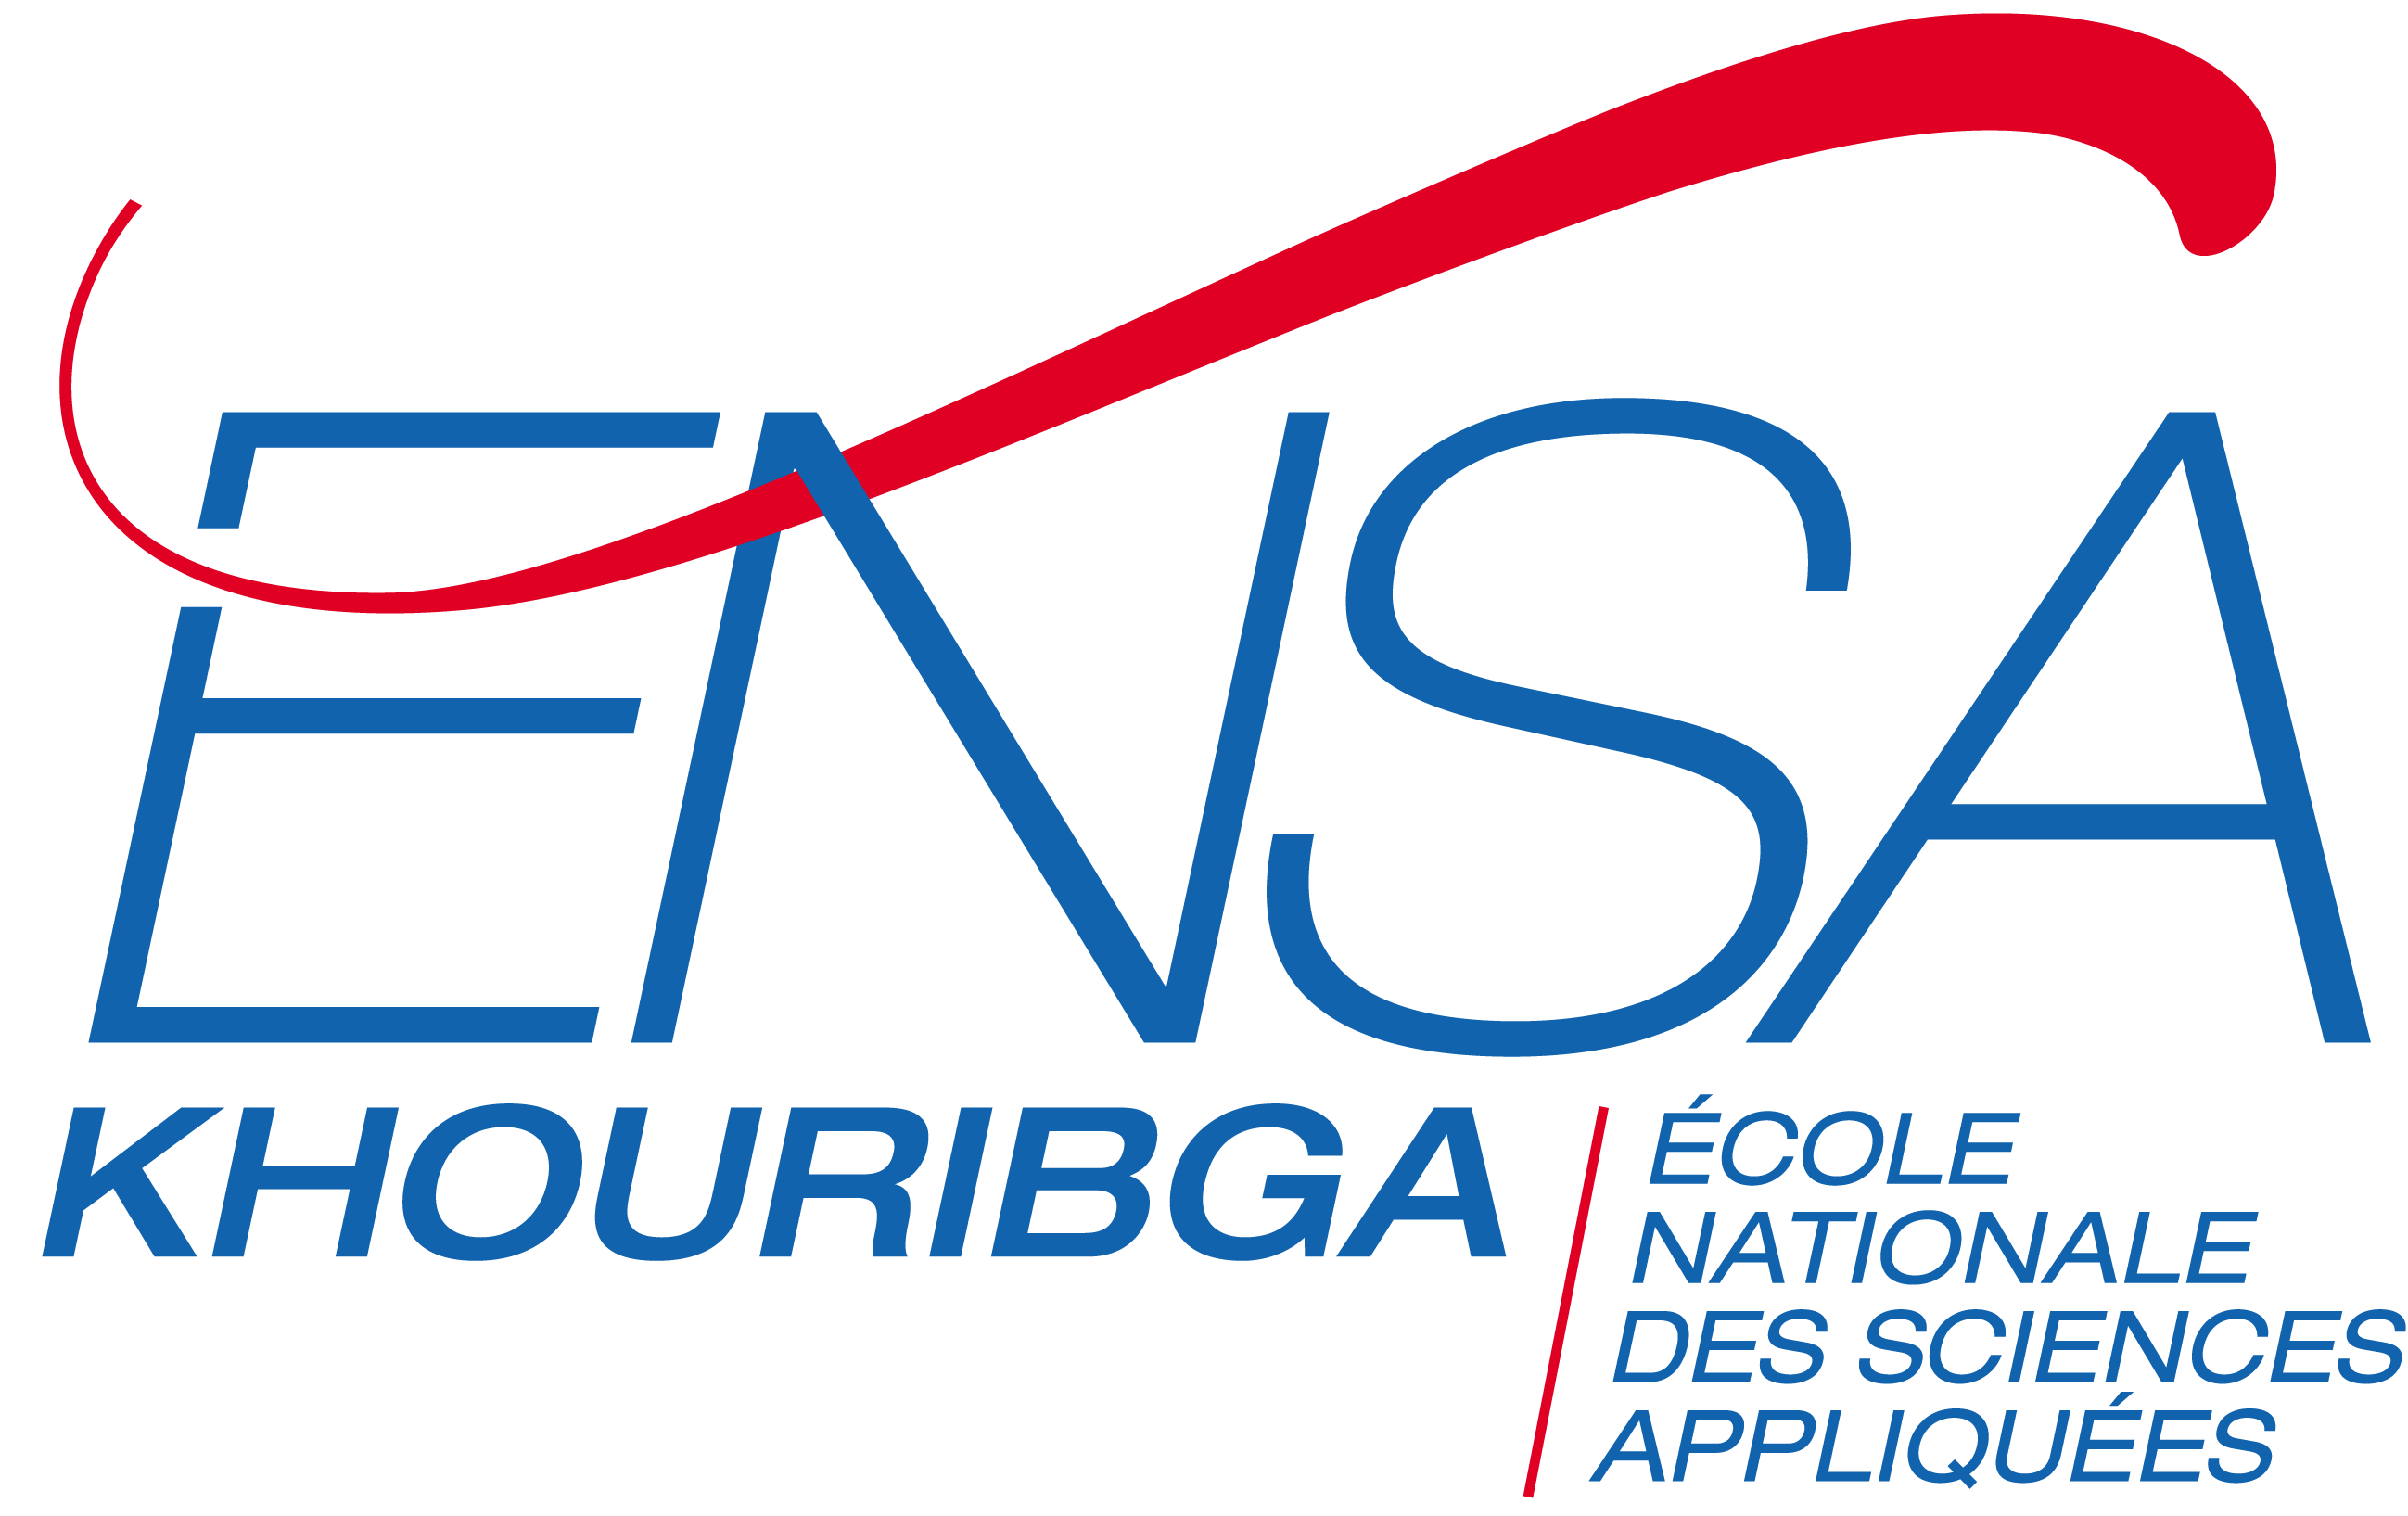 ENSA
KHOURIBGA
ÉCOLE
NATIONALE
DES SCIENCES
APPLIQUÉES